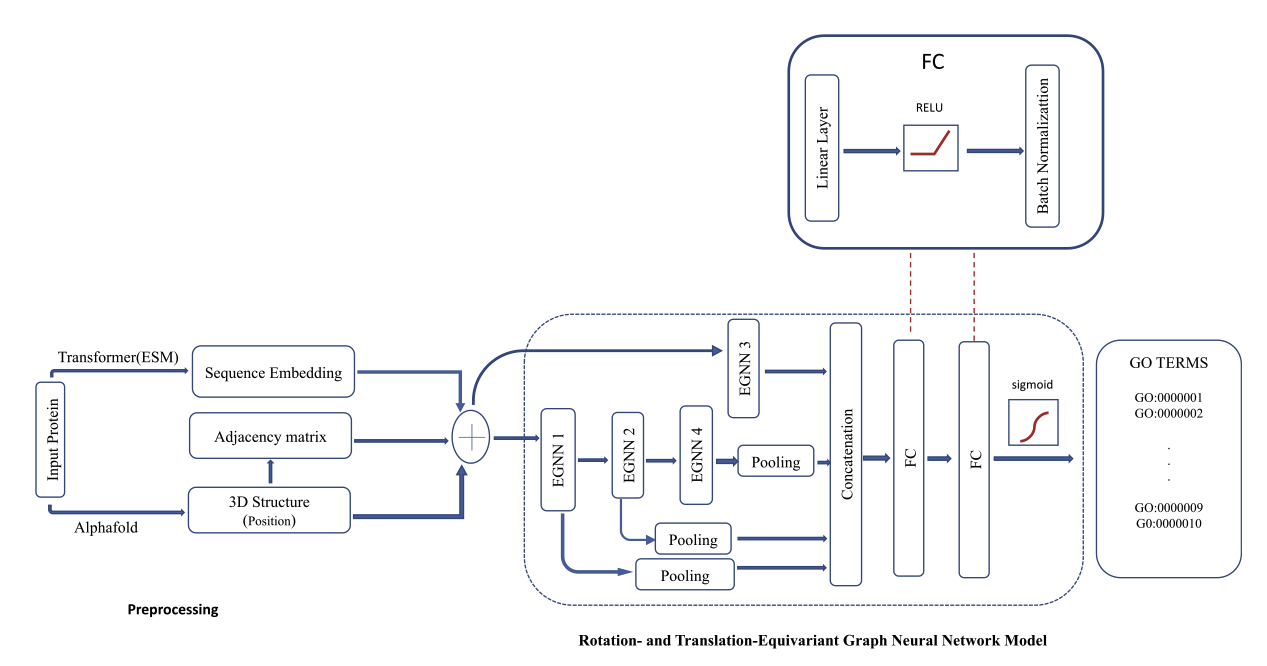 FC
Linear Layer
RELU
Batch Normalizattion
Transformer(ESM)
Input Protein
Alphafold
Sequence Embedding
Adjacency matrix
3D Structure
(Position)
EGNN 1
EGNN 2
EGNN 4
EGNN 3
Pooling
Pooling
Pooling
Concatenation
FC
FC
sigmoid
GO TERMS
GO:0000001
GO:0000002
.
.
.
GO:0000009
G0:0000010
Preprocessing
Rotation- and Translation-Equivariant Graph Neural Network Model